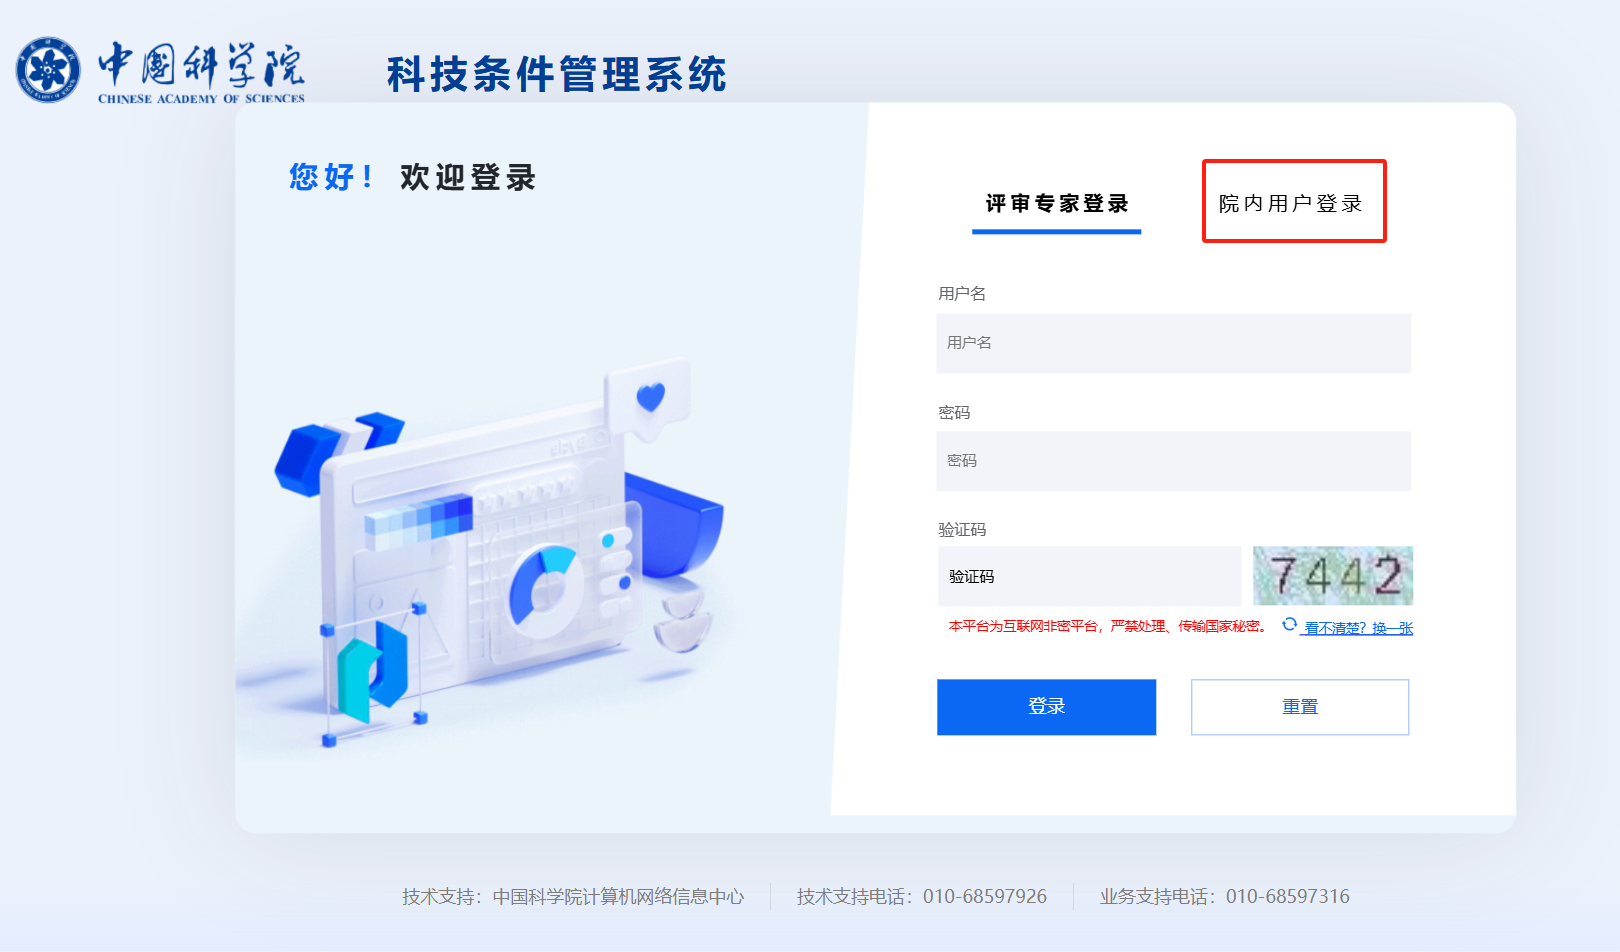 中国科学院
CHINESE ACADEMY OF SCIENCES
科技条件管理系统
您好！ 欢迎登录
评审专家登录
院内用户登录
用户名
用户名
密码
密码
验证码
验证码
7442
本平台为互联网非密平台，严禁处理、传输国家秘密。
看不清楚？换一张
登录
重置
技术支持：中国科学院计算机网络信息中心
技术支持电话：010-68597926
业务支持电话：010-68597316